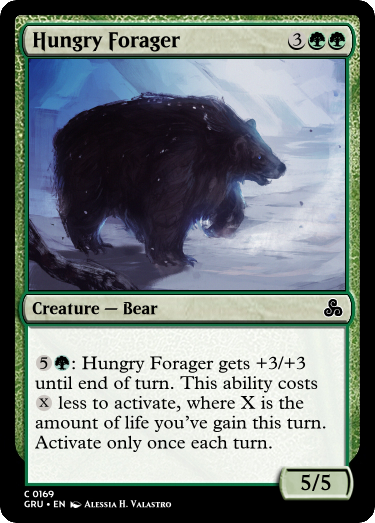 Hungry Forager 3
Creature — Bear
5: Hungry Forager gets +3/+3
until end of turn. This ability costs
X less to activate, where X is the
amount of life you've gain this turn.
Activate only once each turn.
5/5
C 0169
GRU • EN Alessia H. Valastro